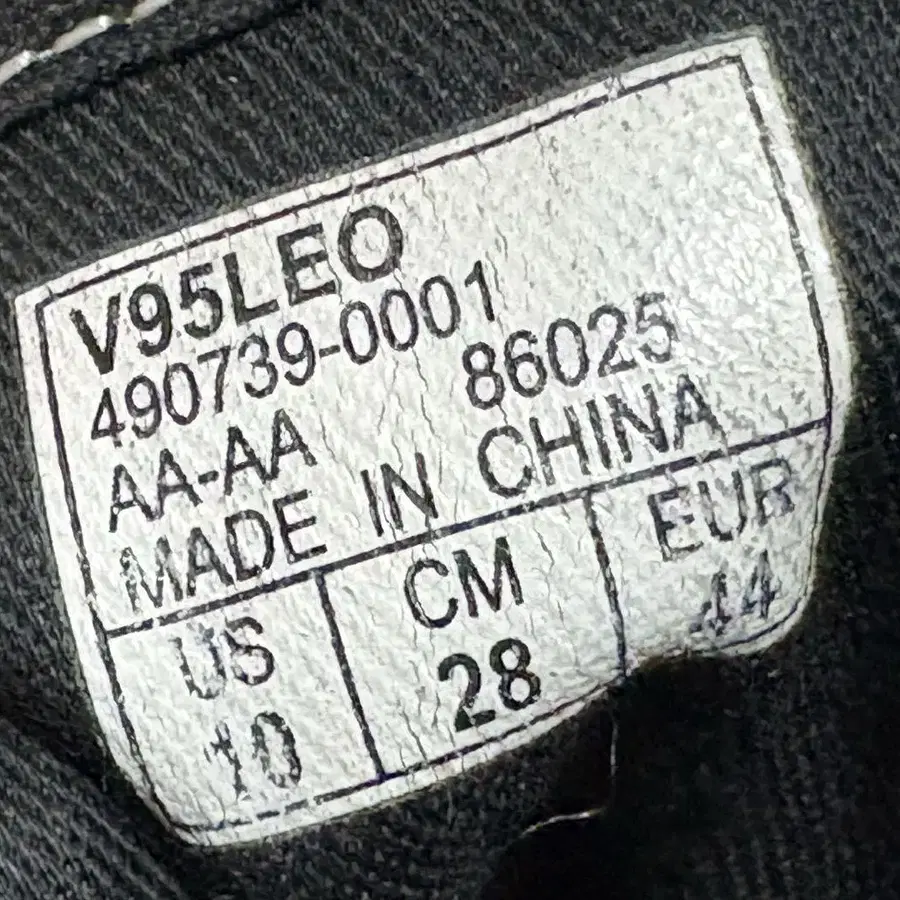 V95LEO
490739-0001
AA-AA 86025
MADE IN CHINA
US CM EUR
10 28 44